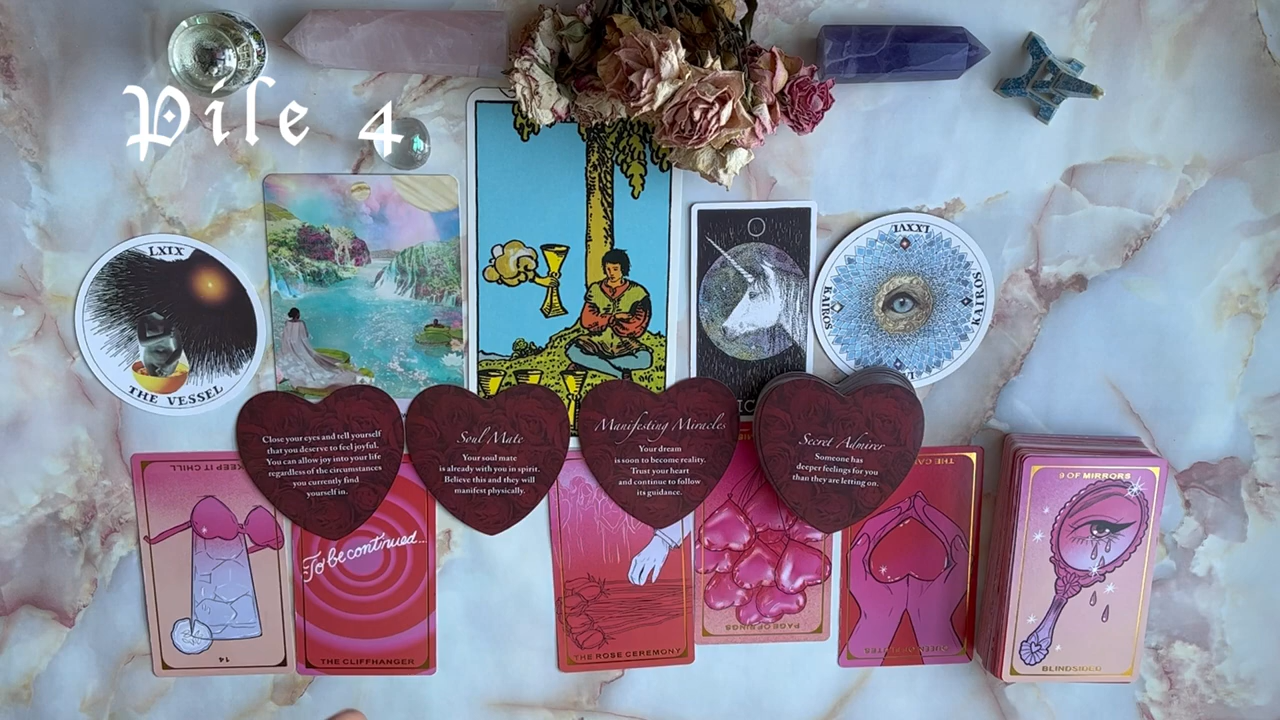 Pile 4
LXIX
THE VESSEL
LXXVI
KAIROS
KAIROS
Close your eyes and tell yourself
that you deserve to feel joyful.
You can allow joy into your life
regardless of the circumstances
you currently find
yourself in.
Soul Mate
Your soul mate
is already with you in spirit.
Believe this and they will
manifest physically.
Manifesting Miracles
Your dream
is soon to become reality.
Trust your heart
and continue to follow
its guidance.
Secret Admirer
Someone has
deeper feelings for you
than they are letting on.
KEEP IT CHILL
14
To be continued...
THE CLIFFHANGER
THE ROSE CEREMONY
PAGE OF RINGS
9 OF MIRRORS
BLINDSIDED